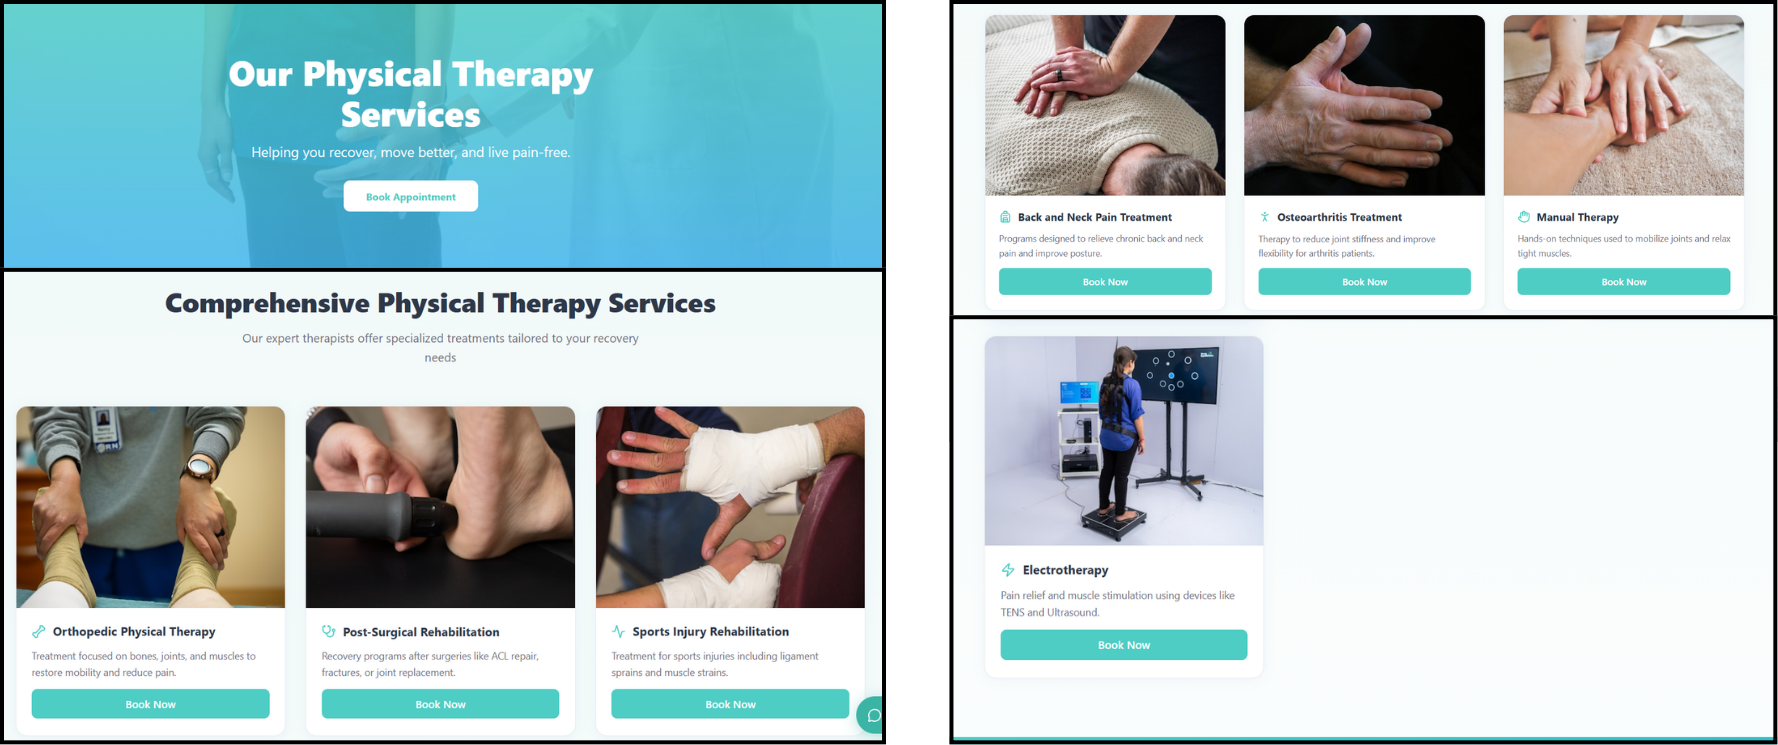 Our Physical Therapy
Services
Helping you recover, move better, and live pain-free.
Book Appointment
Comprehensive Physical Therapy Services
Our expert therapists offer specialized treatments tailored to your recovery
needs
Orthopedic Physical Therapy
Treatment focused on bones, joints, and muscles to
restore mobility and reduce pain.
Book Now
Post-Surgical Rehabilitation
Recovery programs after surgeries like ACL repair,
fractures, or joint replacement.
Book Now
Sports Injury Rehabilitation
Treatment for sports injuries including ligament
sprains and muscle strains.
Book Now
Back and Neck Pain Treatment
Programs designed to relieve chronic back and neck
pain and improve posture.
Book Now
Osteoarthritis Treatment
Therapy to reduce joint stiffness and improve
flexibility for arthritis patients.
Book Now
Manual Therapy
Hands-on techniques used to mobilize joints and relax
tight muscles.
Book Now
Electrotherapy
Pain relief and muscle stimulation using devices like
TENS and Ultrasound.
Book Now